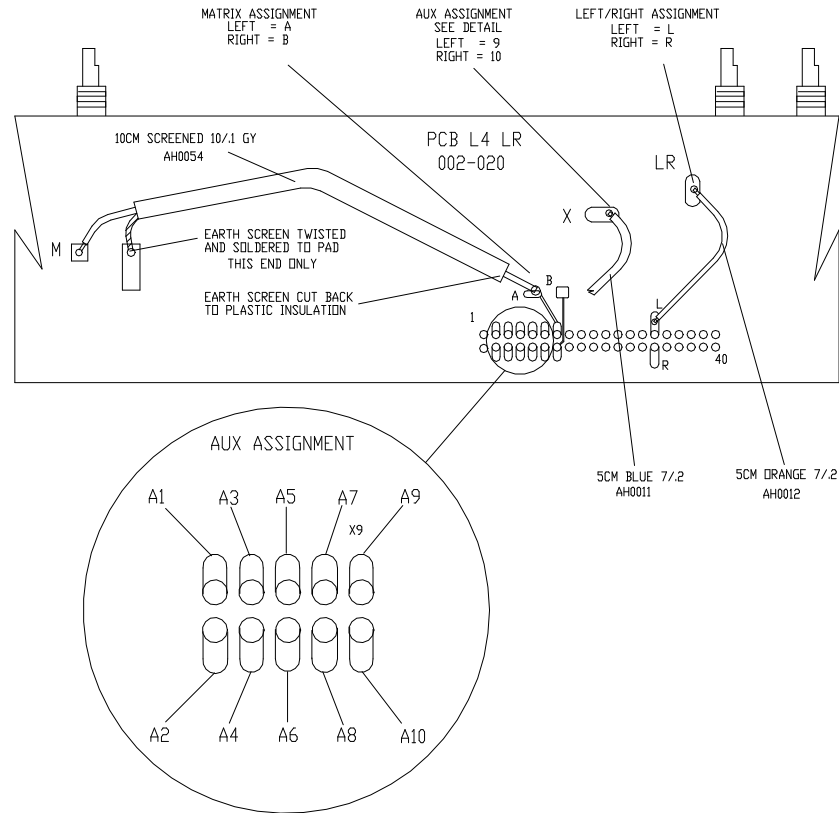 MATRIX ASSIGNMENT
LEFT = A
RIGHT = B
AUX ASSIGNMENT
SEE DETAIL
LEFT = 9
RIGHT = 10
LEFT/RIGHT ASSIGNMENT
LEFT = L
RIGHT = R
10CM SCREENED 10/.1 GY
AH0054
PCB L4 LR
002-020
LR
X
M
EARTH SCREEN TWISTED
AND SOLDERED TO PAD
THIS END ONLY
EARTH SCREEN CUT BACK
TO PLASTIC INSULATION
A
B
L
1
R
40
AUX ASSIGNMENT
5CM BLUE 7/.2
AH0011
5CM ORANGE 7/.2
AH0012
A1
A3
A5
A7
A9
X9
A2
A4
A6
A8
A10